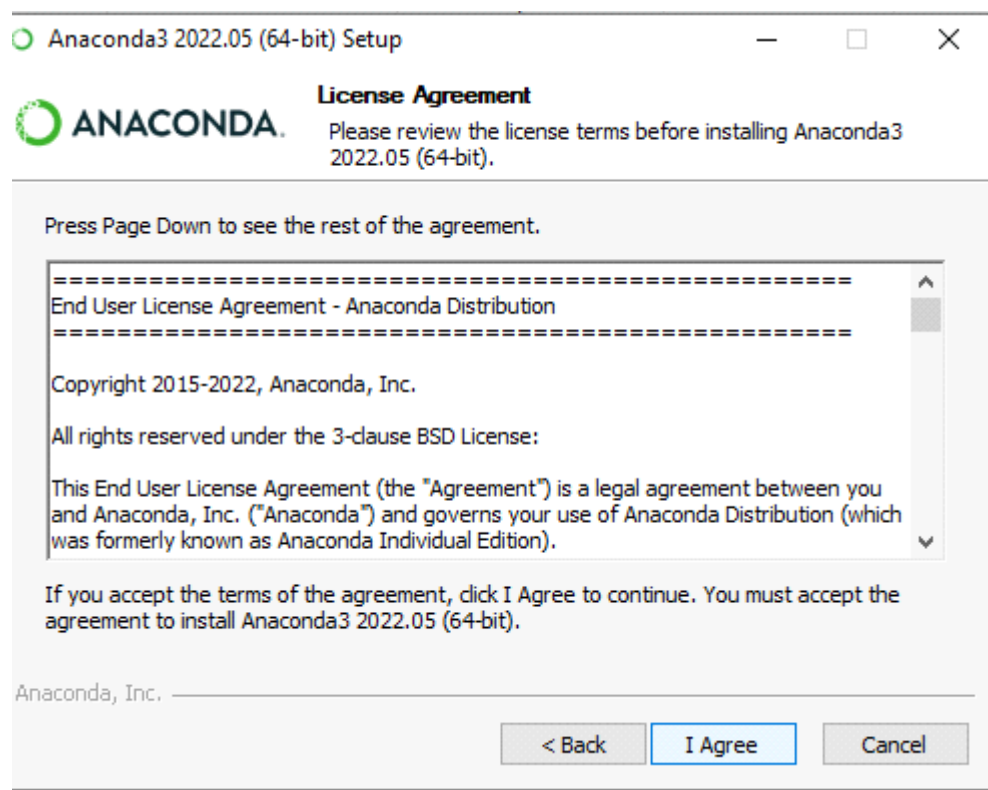 Anaconda3 2022.05 (64-bit) Setup
ANACONDA.
License Agreement
Please review the license terms before installing Anaconda3
2022.05 (64-bit).
Press Page Down to see the rest of the agreement.
==================================================
End User License Agreement - Anaconda Distribution
==================================================
Copyright 2015-2022, Anaconda, Inc.
All rights reserved under the 3-clause BSD License:
This End User License Agreement (the "Agreement") is a legal agreement between you
and Anaconda, Inc. ("Anaconda") and governs your use of Anaconda Distribution (which
was formerly known as Anaconda Individual Edition).
If you accept the terms of the agreement, click I Agree to continue. You must accept the
agreement to install Anaconda3 2022.05 (64-bit).
Anaconda, Inc.
< Back
I Agree
Cancel